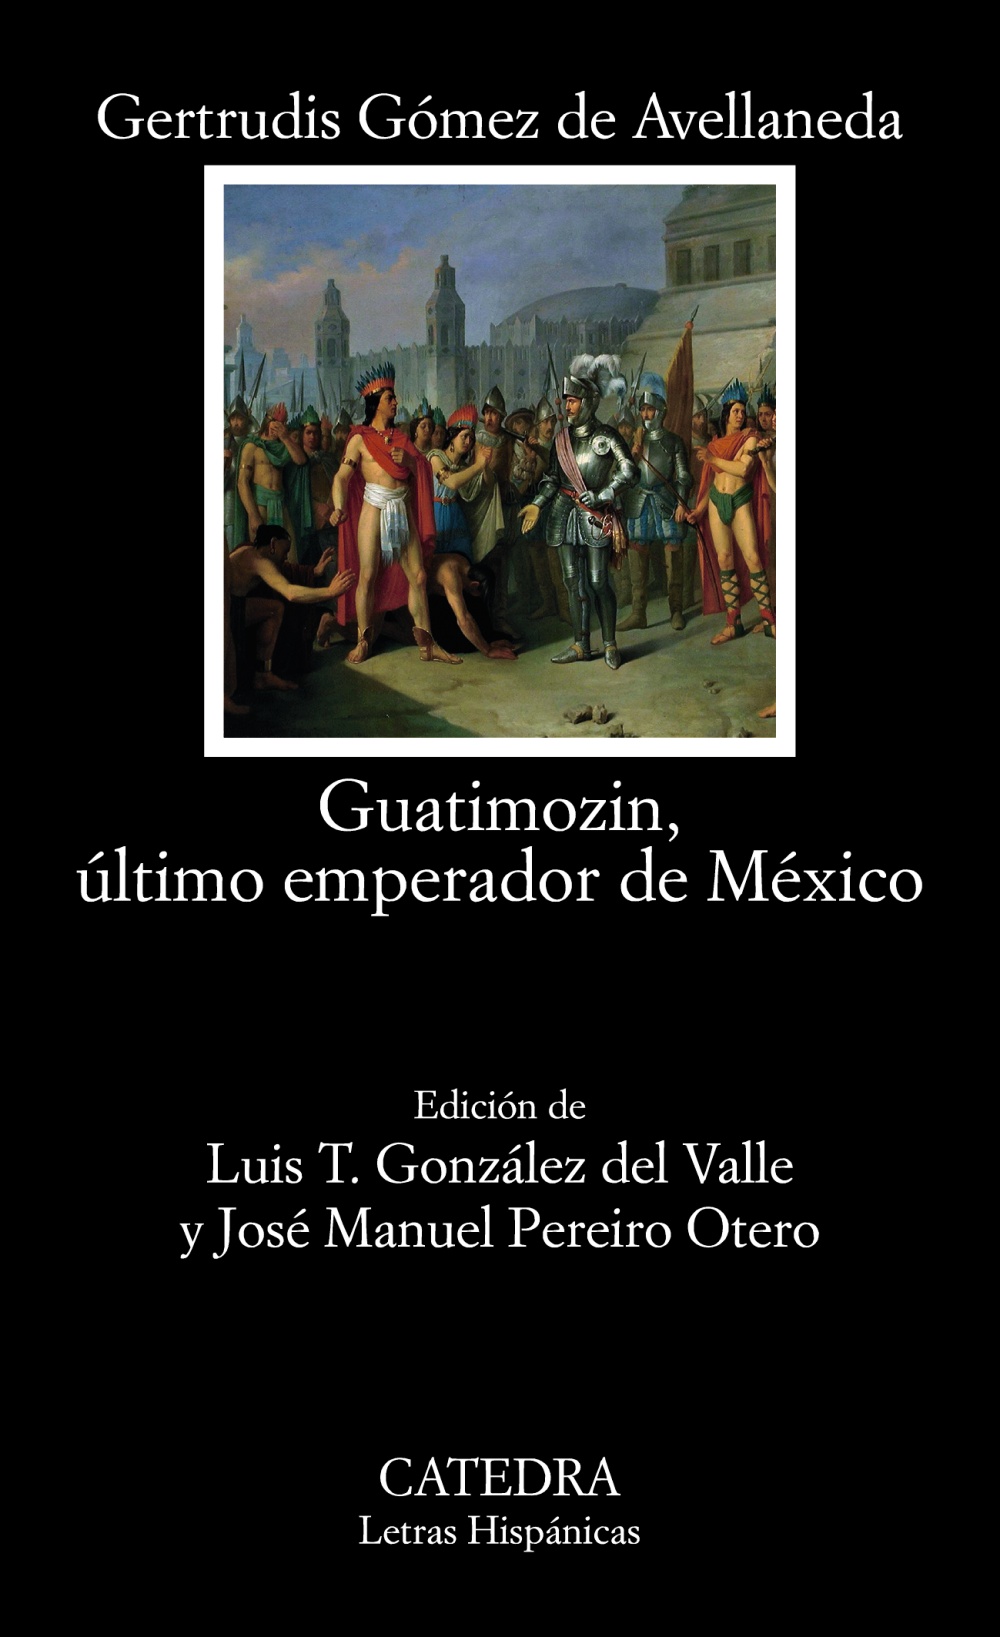 Gertrudis Gómez de Avellaneda
Guatimozin,
último emperador de México
Edición de
Luis T. González del Valle
y José Manuel Pereiro Otero
CATEDRA
Letras Hispánicas